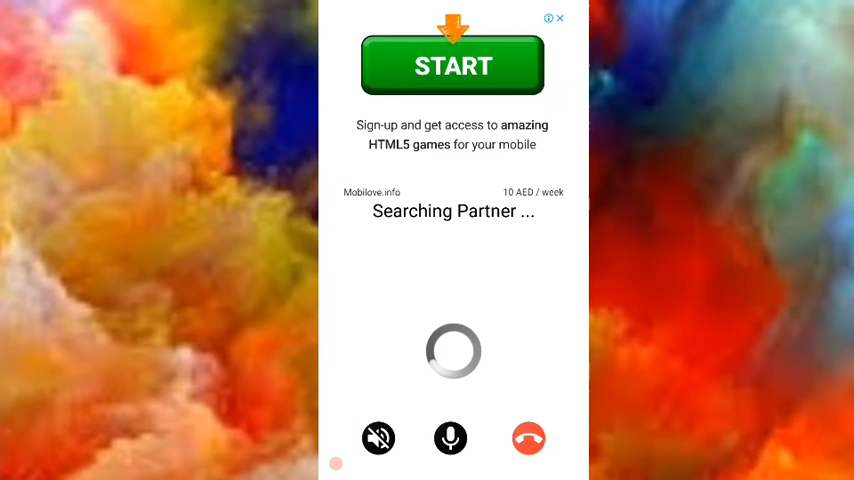 START
Sign-up and get access to amazing
HTML5 games for your mobile
Mobilove.info 10 AED / week
Searching Partner ...